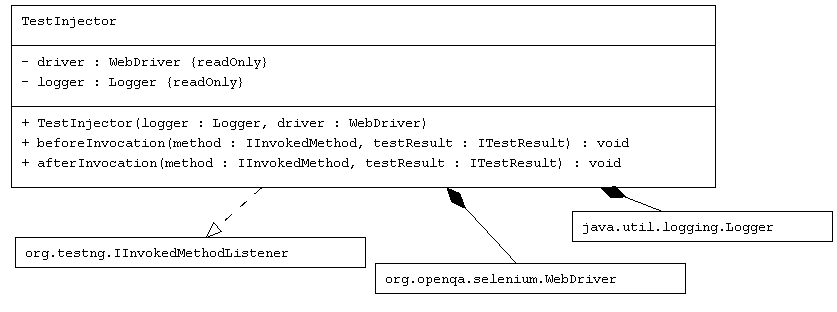 TestInjector
- driver : WebDriver {readOnly}
- logger : Logger {readOnly}
+ TestInjector(logger : Logger, driver : WebDriver)
+ beforeInvocation(method : IInvokedMethod, testResult : ITestResult) : void
+ afterInvocation(method : IInvokedMethod, testResult : ITestResult) : void
java.util.logging.Logger
org.testng.IInvokedMethodListener
org.openqa.selenium.WebDriver